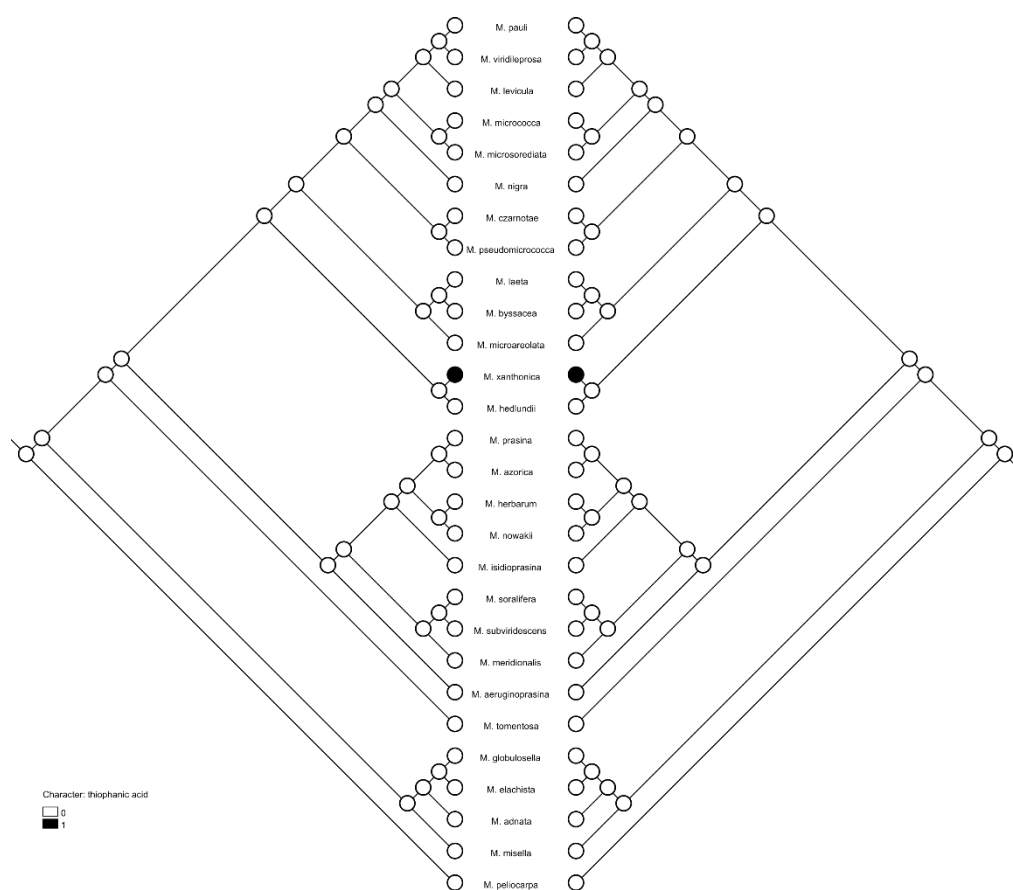 M. pauli
M. viridileprosa
M. levicula
M. micrococca
M. microsorediata
M. nigra
M. czarnotae
M. pseudomicrococca
M. laeta
M. byssacea
M. microareolata
M. xanthonica
M. hedlundii
M. prasina
M. azorica
M. herbarum
M. nowakii
M. isidioprasina
M. soralifera
M. subviridescens
M. meridionalis
M. aeruginoprasina
M. tomentosa
M. globulosella
M. elachista
M. adnata
M. misella
M. peliocarpa
Character: thiophanic acid
0
1